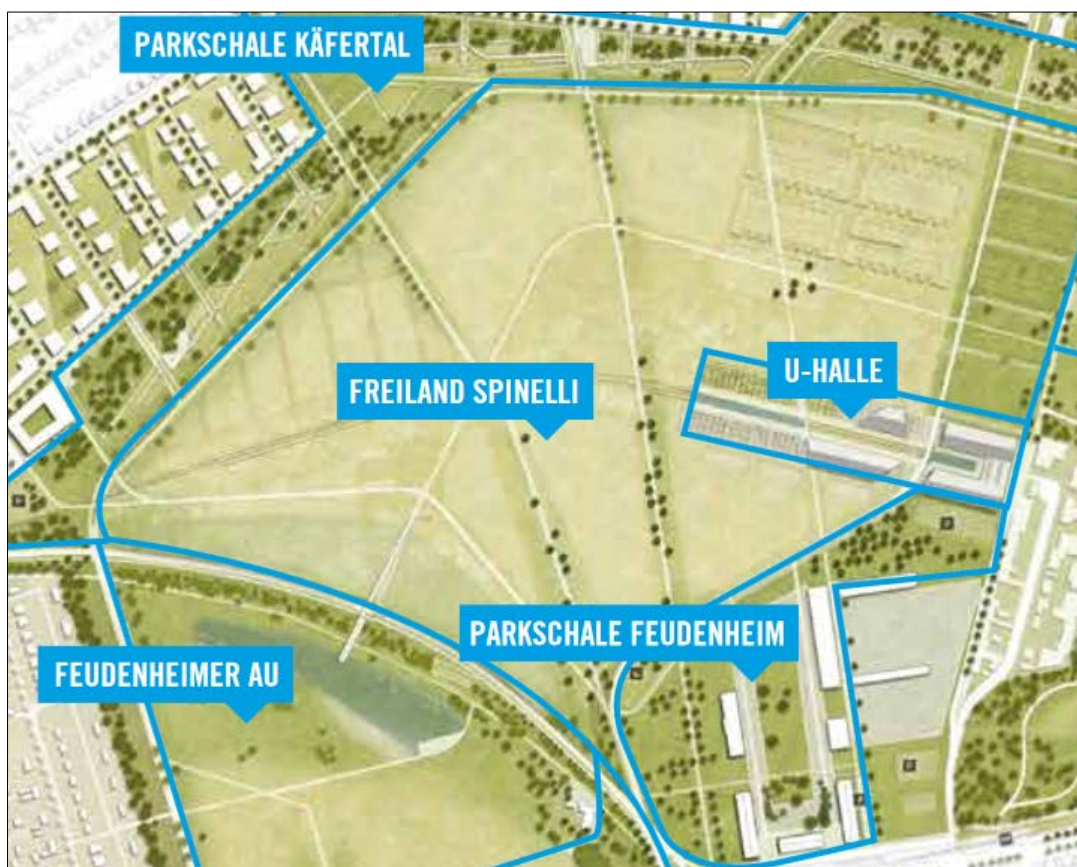 PARKSCHALE KÄFERTAL
FREILAND SPINELLI
U-HALLE
PARKSCHALE FEUDENHEIM
FEUDENHEIMER AU